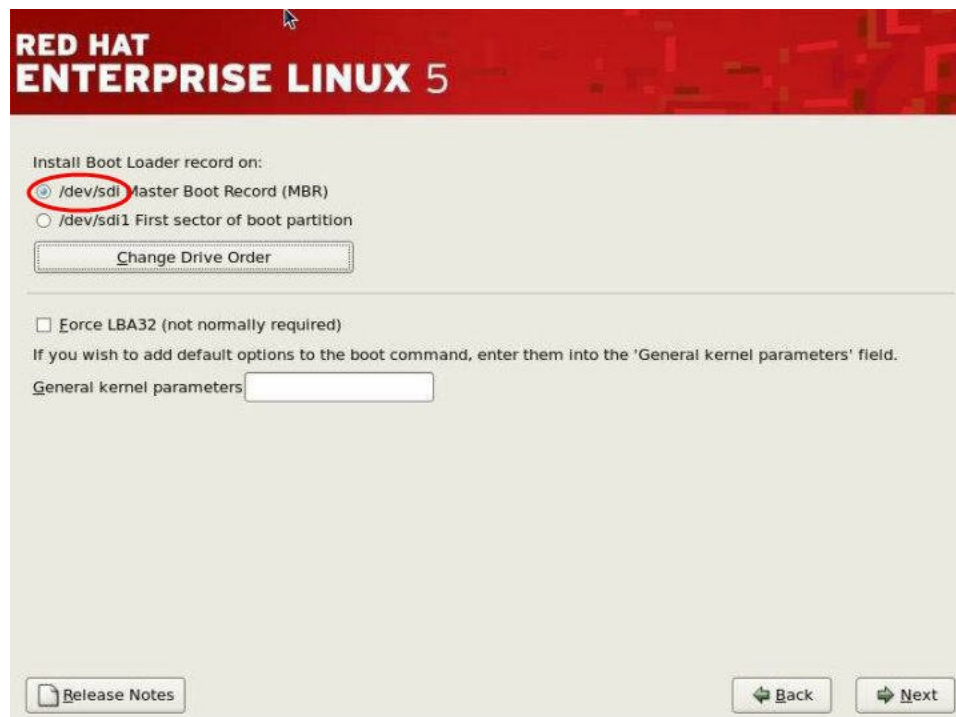 RED HAT
ENTERPRISE LINUX 5
Install Boot Loader record on:
/dev/sdi Master Boot Record (MBR)
/dev/sdi1 First sector of boot partition
Change Drive Order
Force LBA32 (not normally required)
If you wish to add default options to the boot command, enter them into the 'General kernel parameters' field.
General kernel parameters
Release Notes
Back
Next